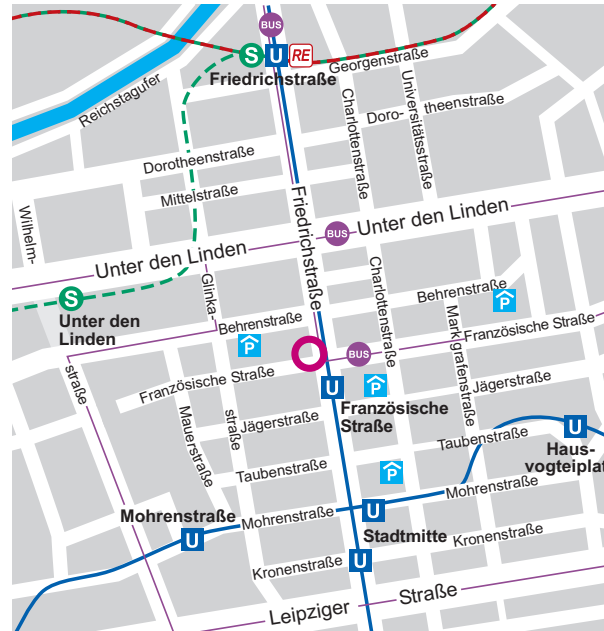 BUS
S
U
RE
Friedrichstraße
Georgenstraße
Reichstagufer
Charlottenstraße
Universitätsstraße
Doro-
theenstraße
Dorotheenstraße
Mittelstraße
Wilhelm-
Friedrichstraße
BUS
Unter den Linden
Unter den Linden
Glinka-
Charlottenstraße
S
Unter den
Linden
Behrenstraße
P
Behrenstraße
P
Markgrafenstraße
Französische Straße
BUS
straße
Französische Straße
U
P
Französische
Straße
Jägerstraße
Mauerstraße
straße
Jägerstraße
Taubenstraße
U
Haus-
vogteiplat
Taubenstraße
P
Mohrenstraße
Mohrenstraße
U
Mohrenstraße
U
Stadtmitte
Kronenstraße
U
Kronenstraße
Leipziger
Straße